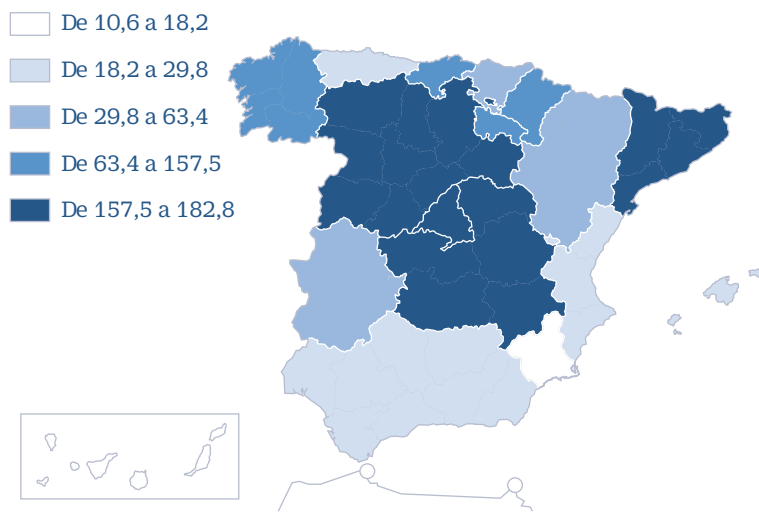 De 10,6 a 18,2
De 18,2 a 29,8
De 29,8 a 63,4
De 63,4 a 157,5
De 157,5 a 182,8